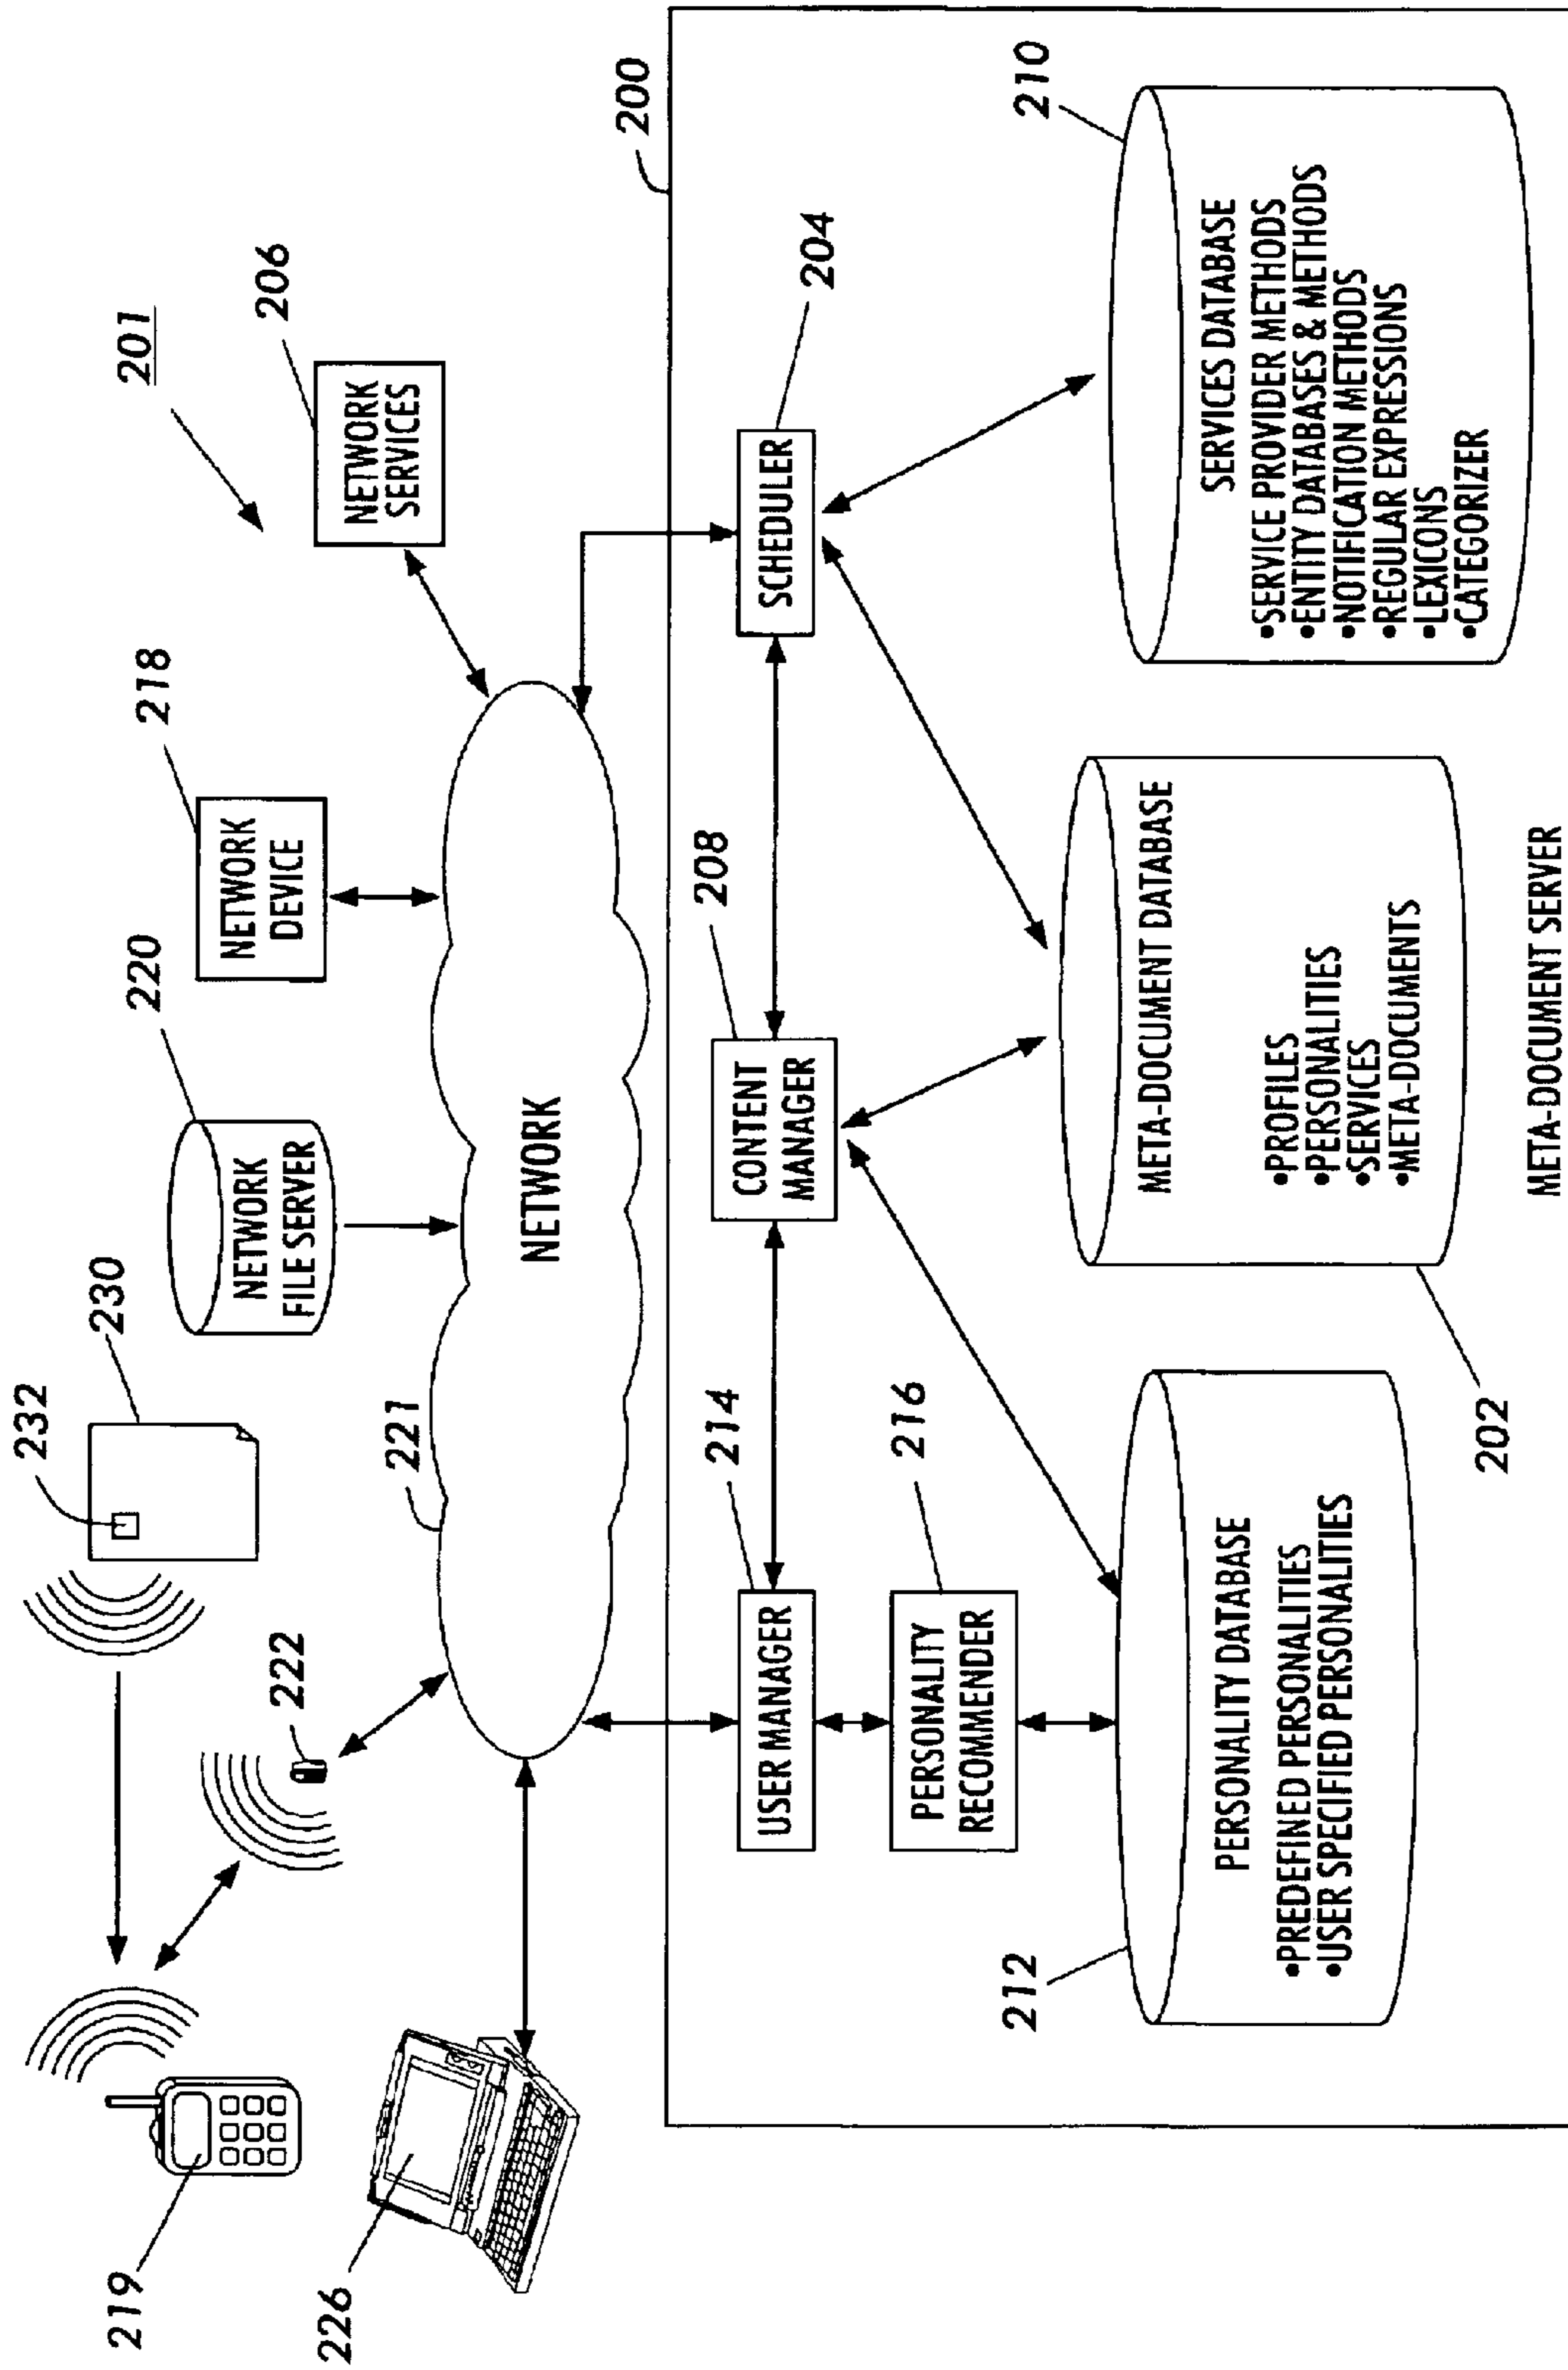 201
232
230
220
218
206
NETWORK
FILE SERVER
NETWORK
DEVICE
NETWORK
SERVICES
219
222
221
226
NETWORK
200
214
208
204
USER MANAGER
CONTENT
MANAGER
SCHEDULER
216
PERSONALITY
RECOMMENDER
212
210
PERSONALITY DATABASE
•PREDEFINED PERSONALITIES
•USER SPECIFIED PERSONALITIES
META-DOCUMENT DATABASE
•PROFILES
•PERSONALITIES
•SERVICES
•META-DOCUMENTS
SERVICES DATABASE
•SERVICE PROVIDER METHODS
•ENTITY DATABASES & METHODS
•NOTIFICATION METHODS
•REGULAR EXPRESSIONS
•LEXICONS
•CATEGORIZER
202
META-DOCUMENT SERVER